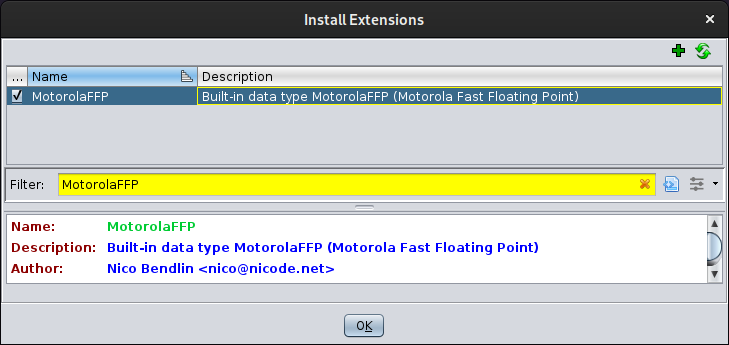 Install Extensions
... Name Description
MotorolaFFP Built-in data type MotorolaFFP (Motorola Fast Floating Point)
Filter: MotorolaFFP
Name: MotorolaFFP
Description: Built-in data type MotorolaFFP (Motorola Fast Floating Point)
Author: Nico Bendlin <nico@nicode.net>
OK